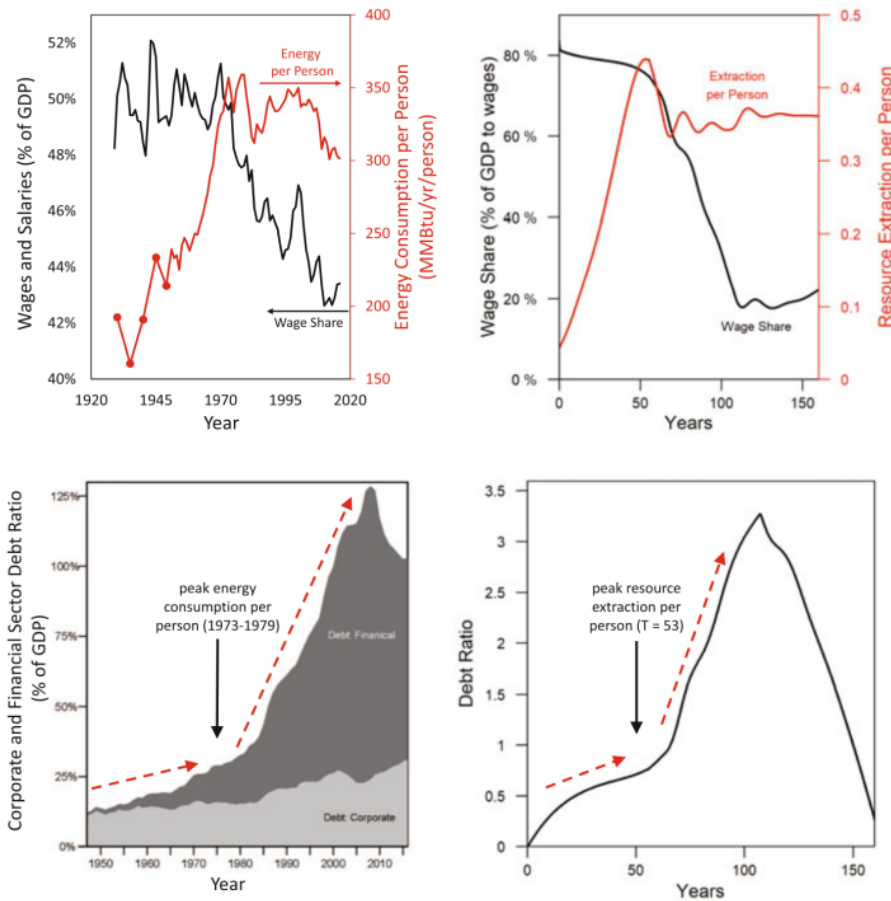 Wages and Salaries (% of GDP)
52%
50%
48%
46%
44%
42%
40%
1920
1945
1970
1995
2020
Year
Energy
per Person
Wage Share
400
350
300
250
200
150
Energy Consumption per Person
(MMBtu/yr/person)
Wage Share (% of GDP to wages)
80 %
60 %
40 %
20 %
0 %
0
50
100
150
Years
Extraction
per Person
Wage Share
0.5
0.4
0.3
0.2
0.1
0
Resource Extraction per Person
Corporate and Financial Sector Debt Ratio
(% of GDP)
125%
100%
75%
50%
25%
0%
peak energy
consumption per
person (1973-1979)
Debt: Finanical
Debt: Corporate
1950
1960
1970
1980
1990
2000
2010
Year
Debt Ratio
3.5
3
2.5
2
1.5
1
0.5
0
peak resource
extraction per
person (T = 53)
0
50
100
150
Years